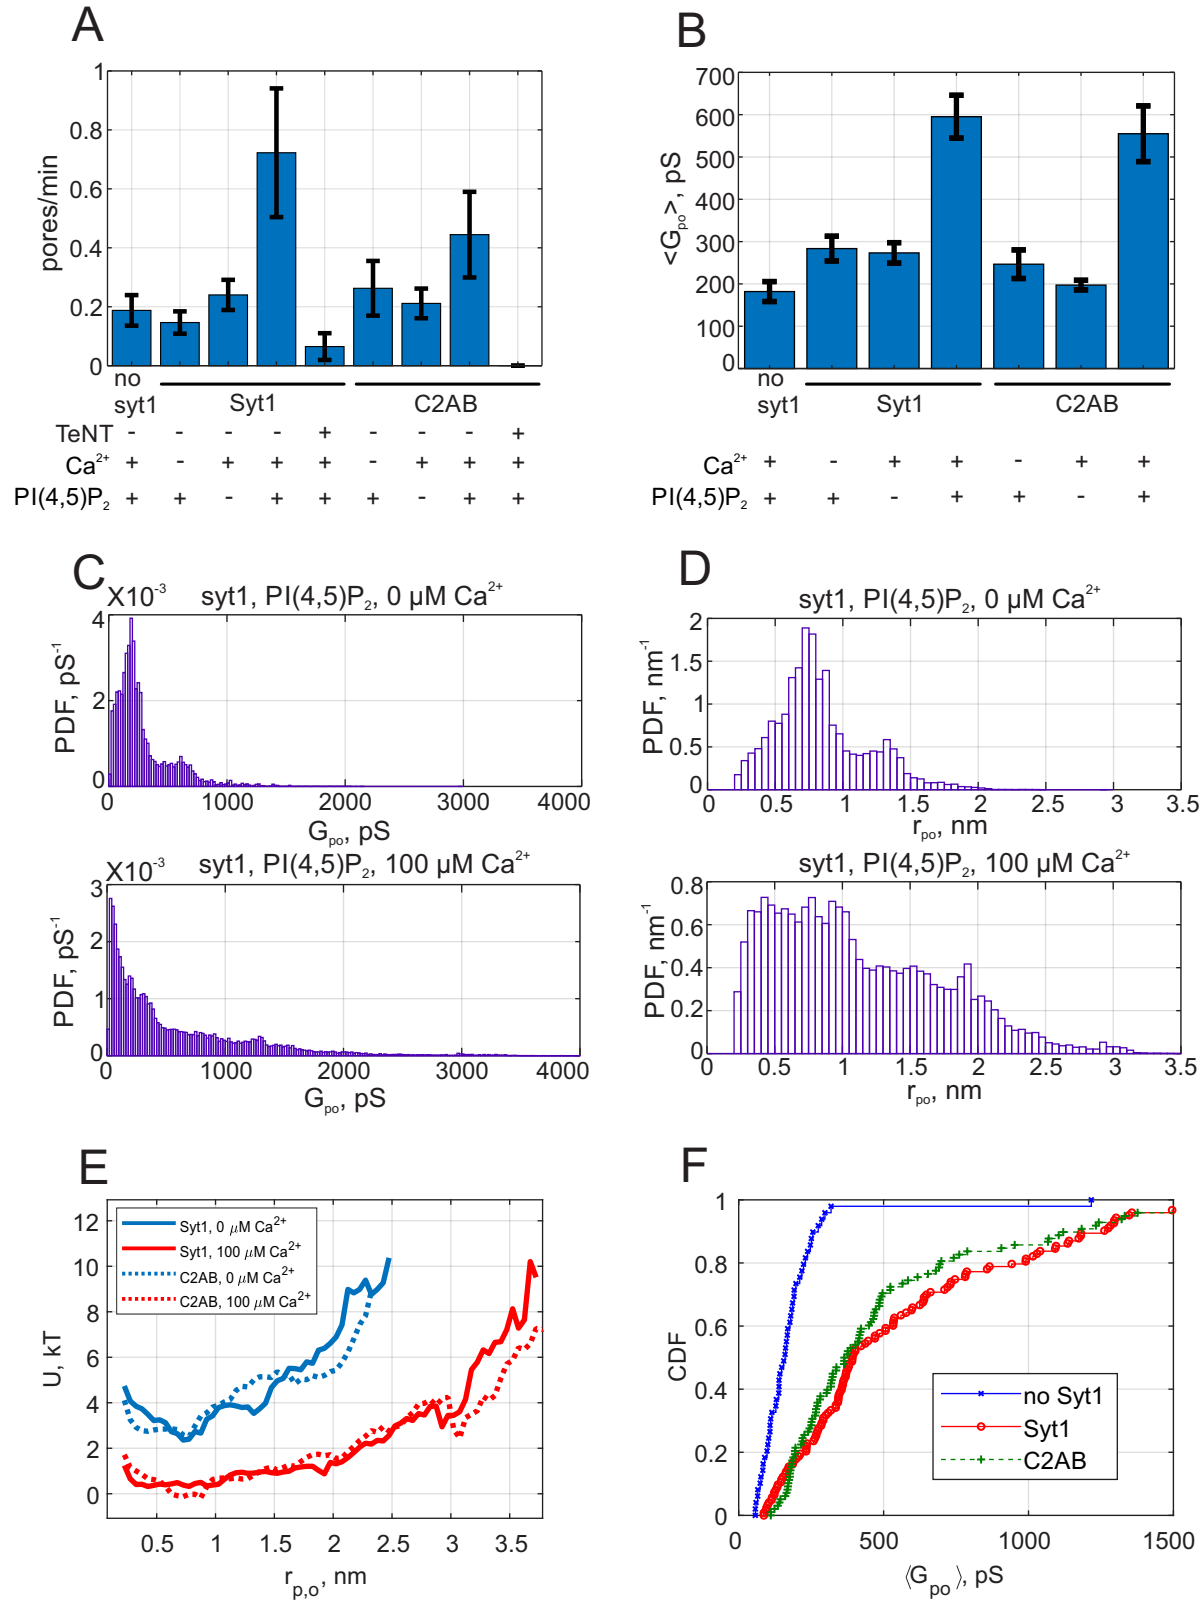 A
1
0.8
0.6
0.4
0.2
0
pores/min
no
syt1
Syt1
C2AB
TeNT - - - - + - - - +
Ca²⁺ + - + + + - + + +
PI(4,5)P₂ + + - + + + - + +
B
700
600
500
400
300
200
100
0
<G_po>, pS
no
syt1
Syt1
C2AB
Ca²⁺ + - + + - + +
PI(4,5)P₂ + + - + + - +
C
X10⁻³
syt1, PI(4,5)P₂, 0 µM Ca²⁺
4
2
0
PDF, pS⁻¹
0 1000 2000 3000 4000
G_po, pS
X10⁻³
syt1, PI(4,5)P₂, 100 µM Ca²⁺
3
2
1
0
PDF, pS⁻¹
0 1000 2000 3000 4000
G_po, pS
D
syt1, PI(4,5)P₂, 0 µM Ca²⁺
2
1.5
1
0.5
0
PDF, nm⁻¹
0 0.5 1 1.5 2 2.5 3 3.5
r_po, nm
syt1, PI(4,5)P₂, 100 µM Ca²⁺
0.8
0.6
0.4
0.2
0
PDF, nm⁻¹
0 0.5 1 1.5 2 2.5 3 3.5
r_po, nm
E
12
10
8
6
4
2
0
U, kT
Syt1, 0 µM Ca²⁺
Syt1, 100 µM Ca²⁺
C2AB, 0 µM Ca²⁺
C2AB, 100 µM Ca²⁺
0.5 1 1.5 2 2.5 3 3.5
r_p,o, nm
F
1
0.8
0.6
0.4
0.2
0
CDF
no Syt1
Syt1
C2AB
0 500 1000 1500
⟨G_po⟩, pS